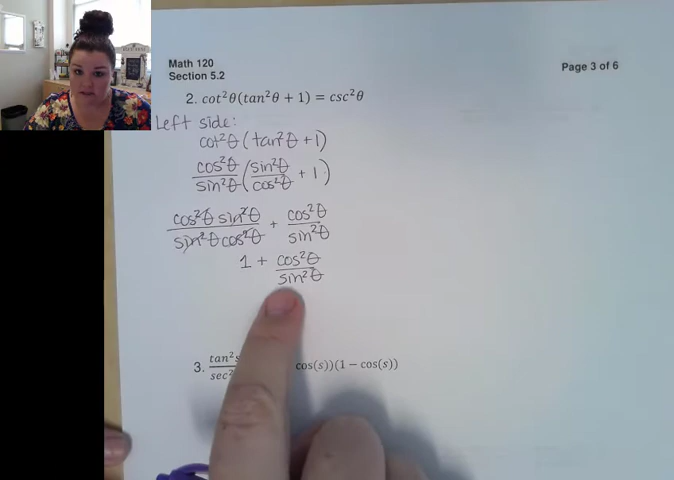 Math 120
Section 5.2
Page 3 of 6
2. cot²θ(tan²θ + 1) = csc²θ
Left side:
cot²θ (tan²θ +1)
cos²θ/sin²θ (sin²θ/cos²θ + 1)
cos²θ sin²θ/sin²θ cos²θ + cos²θ/sin²θ
1 + cos²θ/sin²θ
3. tan²s/sec² cos(s))(1 − cos(s))